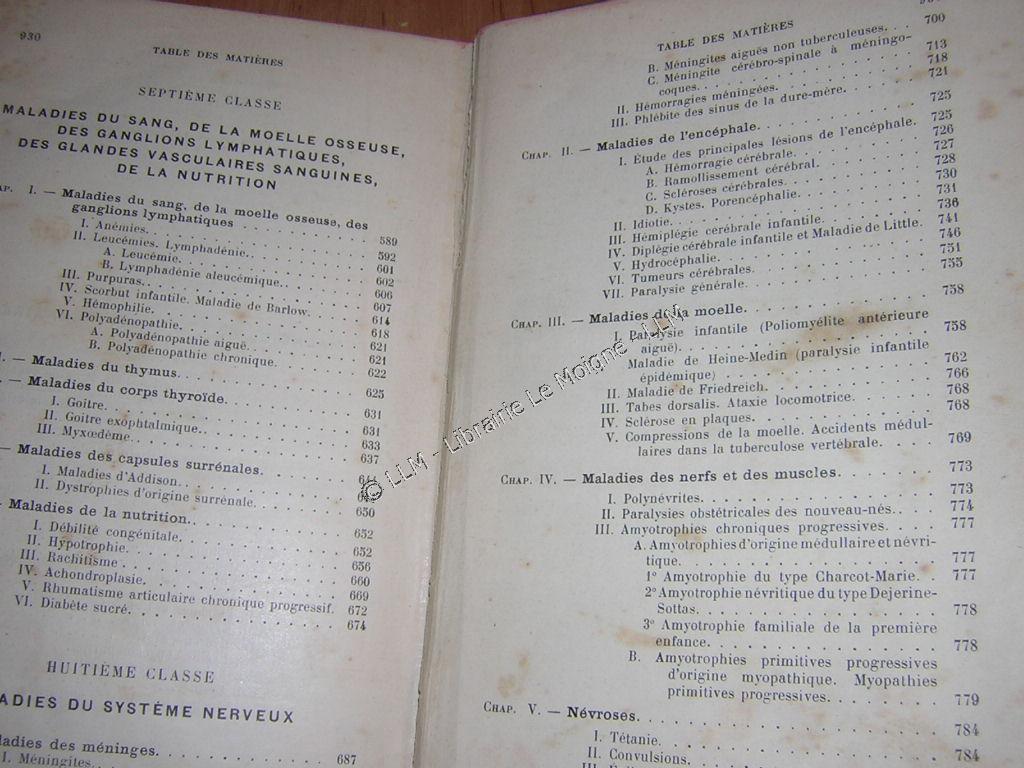 930
TABLE DES MATIÈRES
SEPTIÈME CLASSE
MALADIES DU SANG, DE LA MOELLE OSSEUSE,
DES GANGLIONS LYMPHATIQUES,
DES GLANDES VASCULAIRES SANGUINES,
DE LA NUTRITION
I. — Maladies du sang, de la moelle osseuse, des
ganglions lymphatiques . . . . . . . . . . 589
I. Anémies. . . . . . . . . . 592
II. Leucémies. Lymphadénie. . . . . . . . . . 601
A. Leucémie. . . . . . . . . . 602
B. Lymphadénie aleucémique. . . . . . . . . . 606
III. Purpuras. . . . . . . . . . 607
IV. Scorbut infantile. Maladie de Barlow. . . . . . 614
V. Hémophilie. . . . . . . . . . 618
VI. Polyadénopathie. . . . . . . . . . 621
A. Polyadénopathie aiguë. . . . . . . . . . 621
B. Polyadénopathie chronique. . . . . . . . . . 622
— Maladies du thymus. . . . . . . . . . 625
— Maladies du corps thyroïde. . . . . . . . . . 631
I. Goitre. . . . . . . . . . 631
II. Goitre exophtalmique. . . . . . . . . . 633
III. Myxœdème. . . . . . . . . . 637
— Maladies des capsules surrénales.
I. Maladies d'Addison. . . . . . . . . .
II. Dystrophies d'origine surrénale. . . . . . . . . . 650
Maladies de la nutrition. . . . . . . . . . 652
I. Débilité congénitale. . . . . . . . . . 652
II. Hypotrophie. . . . . . . . . . 656
III. Rachitisme . . . . . . . . . . 660
IV. Achondroplasie. . . . . . . . . . 669
V. Rhumatisme articulaire chronique progressif. 672
VI. Diabète sucré. . . . . . . . . . 674
HUITIÈME CLASSE
ADIES DU SYSTÈME NERVEUX
ladies des méninges. . . . . . . . . . 687
I. Méningites. . . . . . . . . .
TABLE DES MATIÈRES
B. Méningites aiguës non tuberculeuses. . . 700
C. Méningite cérébro-spinale à méningo-
coques. . . . . . . . . . 713
II. Hémorragies méningées. . . . . . . . . . 718
III. Phlébite des sinus de la dure-mère. . . . . . . 721
CHAP. II. — Maladies de l'encéphale. . . . . . . . . . 725
I. Étude des principales lésions de l'encéphale. 725
A. Hémorragie cérébrale. . . . . . . . . . 726
B. Ramollissement cérébral. . . . . . . . . . 727
C. Scléroses cérébrales. . . . . . . . . . 728
D. Kystes. Porencéphalie. . . . . . . . . . 730
II. Idiotie. . . . . . . . . . 731
III. Hémiplégie cérébrale infantile. . . . . . . . . . 736
IV. Diplégie cérébrale infantile et Maladie de Little. 741
V. Hydrocéphalie. . . . . . . . . . 746
VI. Tumeurs cérébrales. . . . . . . . . . 751
VII. Paralysie générale. . . . . . . . . . 755
CHAP. III. — Maladies de la moelle. . . . . . . . . . 758
I. Paralysie infantile (Poliomyélite antérieure
aiguë). . . . . . . . . . 758
Maladie de Heine-Medin (paralysie infantile
épidémique) . . . . . . . . . . 762
II. Maladie de Friedreich. . . . . . . . . . 766
III. Tabes dorsalis. Ataxie locomotrice. . . . . . . . 768
IV. Sclérose en plaques. . . . . . . . . . 768
V. Compressions de la moelle. Accidents médul-
laires dans la tuberculose vertébrale. . . . . . 769
CHAP. IV. — Maladies des nerfs et des muscles. . . . . . . . 773
I. Polynévrites. . . . . . . . . . 773
II. Paralysies obstétricales des nouveau-nés. . . . . 774
III. Amyotrophies chroniques progressives. . . . . . 777
A. Amyotrophies d'origine médullaire et névri-
tique. . . . . . . . . . 777
1º Amyotrophie du type Charcot-Marie. . 777
2º Amyotrophie névritique du type Dejerine-
Sottas. . . . . . . . . . 778
3º Amyotrophie familiale de la première
enfance. . . . . . . . . . 778
B. Amyotrophies primitives progressives
d'origine myopathique. Myopathies
primitives progressives. . . . . . . . . . 779
CHAP. V. — Névroses. . . . . . . . . . 784
I. Tétanie. . . . . . . . . . 784
II. Convulsions. . . . . . . . . .
© LLM - Librairie Le Moigne - LLM